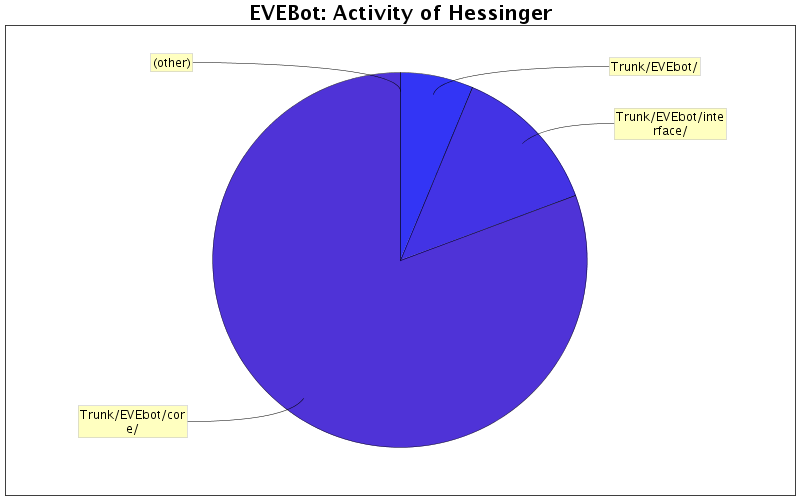 EVEBot: Activity of Hessinger
(other)
Trunk/EVEbot/
Trunk/EVEbot/inte
rface/
Trunk/EVEbot/cor
e/